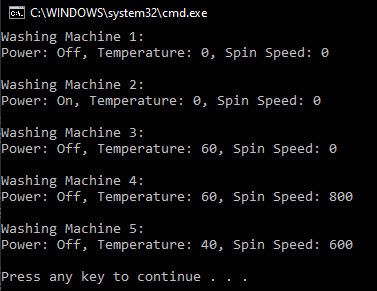 C:\WINDOWS\system32\cmd.exe
Washing Machine 1:
Power: Off, Temperature: 0, Spin Speed: 0
Washing Machine 2:
Power: On, Temperature: 0, Spin Speed: 0
Washing Machine 3:
Power: Off, Temperature: 60, Spin Speed: 0
Washing Machine 4:
Power: Off, Temperature: 60, Spin Speed: 800
Washing Machine 5:
Power: Off, Temperature: 40, Spin Speed: 600
Press any key to continue . . .